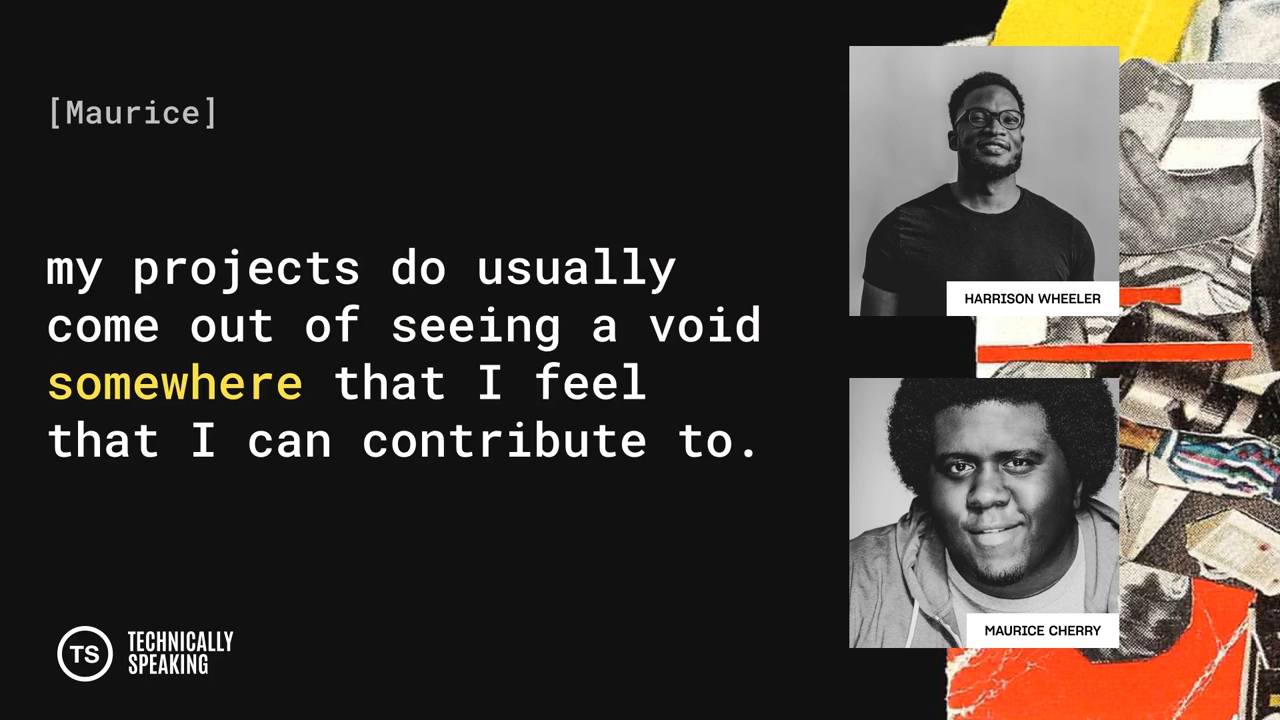 [Maurice]
my projects do usually
come out of seeing a void
somewhere that I feel
that I can contribute to.
HARRISON WHEELER
MAURICE CHERRY
TS
TECHNICALLY
SPEAKING